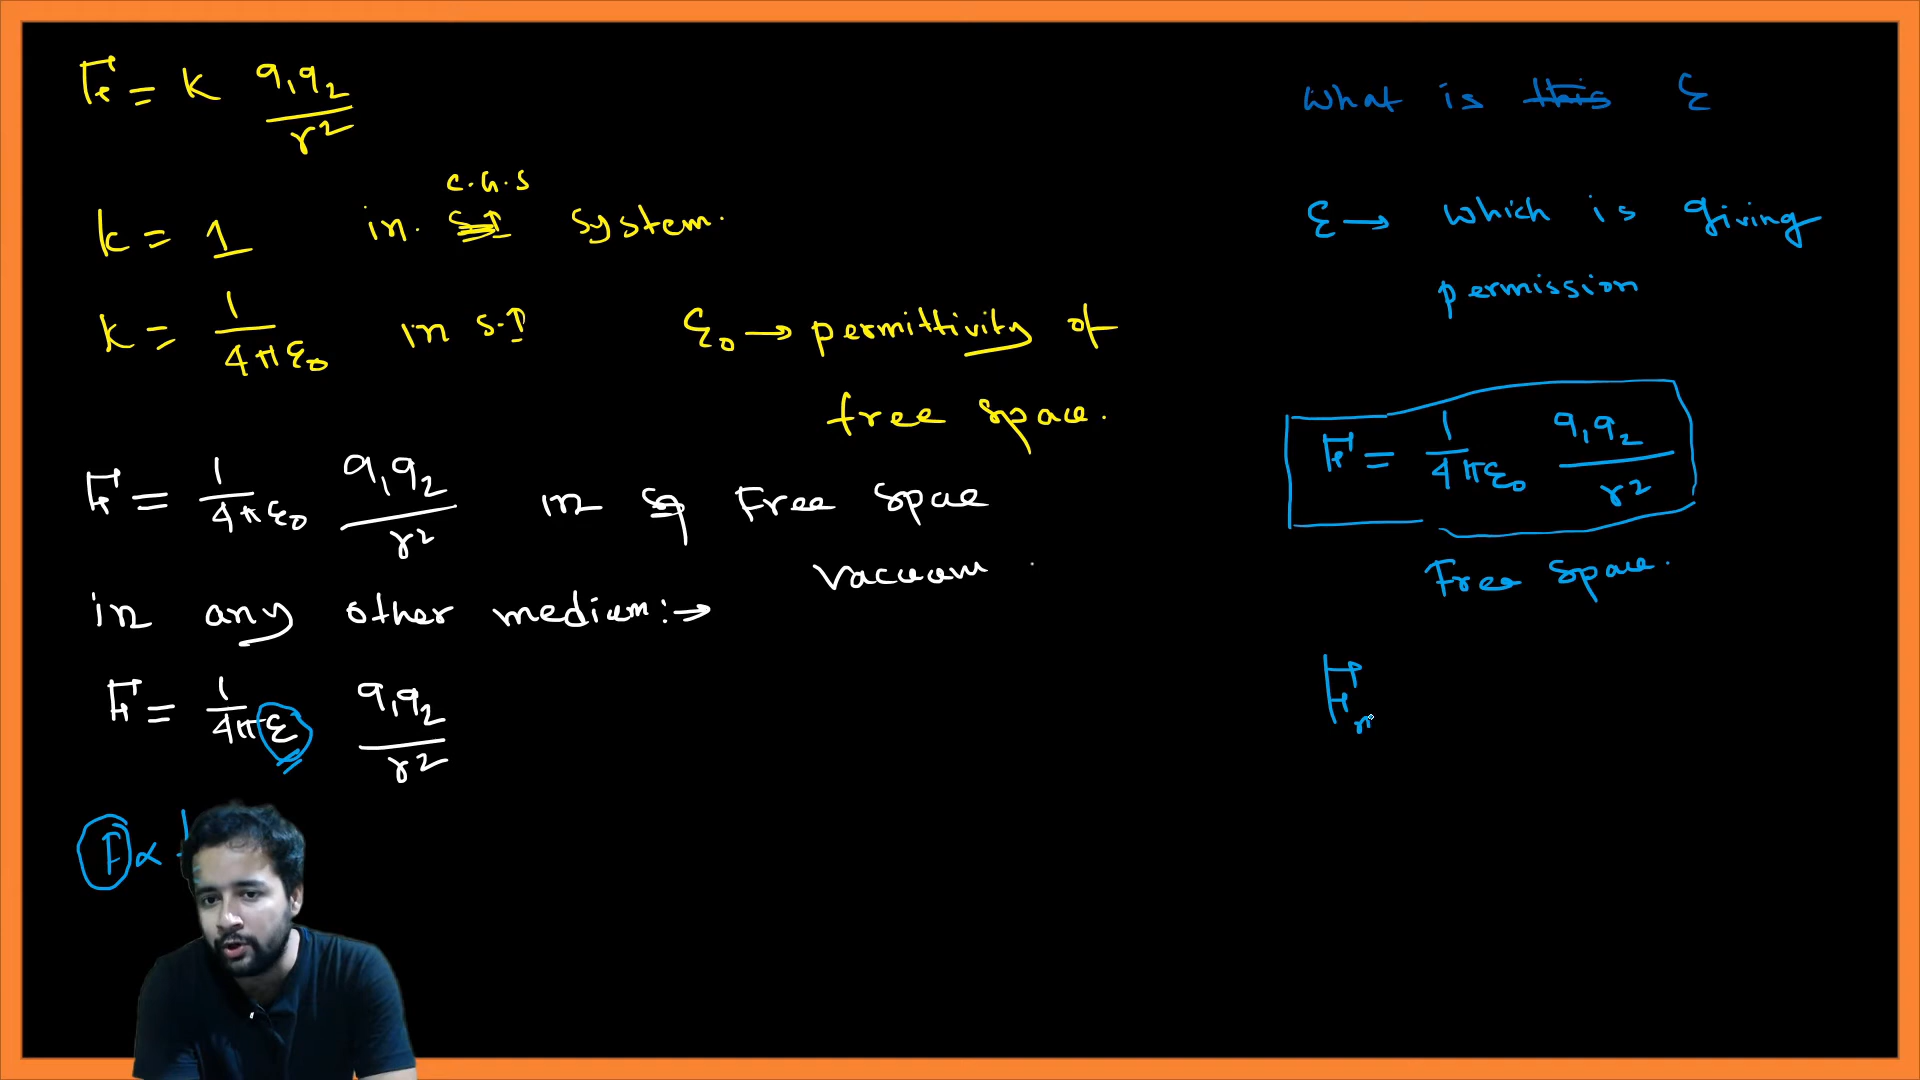 F⃗ = k q₁q₂/r²
k = 1 in C.G.S system.
k = 1/4πε₀ in S.I
ε₀ → permittivity of
free space.
F⃗ = 1/4πε₀ q₁q₂/r² in Free Spae
Vacuum.
in any other medium:→
F⃗ = 1/4πε q₁q₂/r²
F ∝ 1
What is this ε
ε → which is giving
permission
F⃗ = 1/4πε₀ q₁q₂/r²
Free Space.
F⃗m